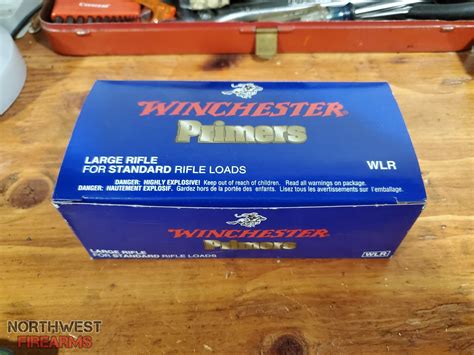 WINCHESTER®
Primers
LARGE RIFLE
FOR STANDARD RIFLE LOADS
WLR
DANGER: HIGHLY EXPLOSIVE! Keep out of reach of children. Read all warnings on package.
DANGER: HAUTEMENT EXPLOSIF. Gardez hors de la portée des enfants. Lisez tous les avertissements sur l'emballage.
WINCHESTER
Primers
LARGE RIFLE
FOR STANDARD RIFLE LOADS
WLR
NORTHWEST
FIREARMS